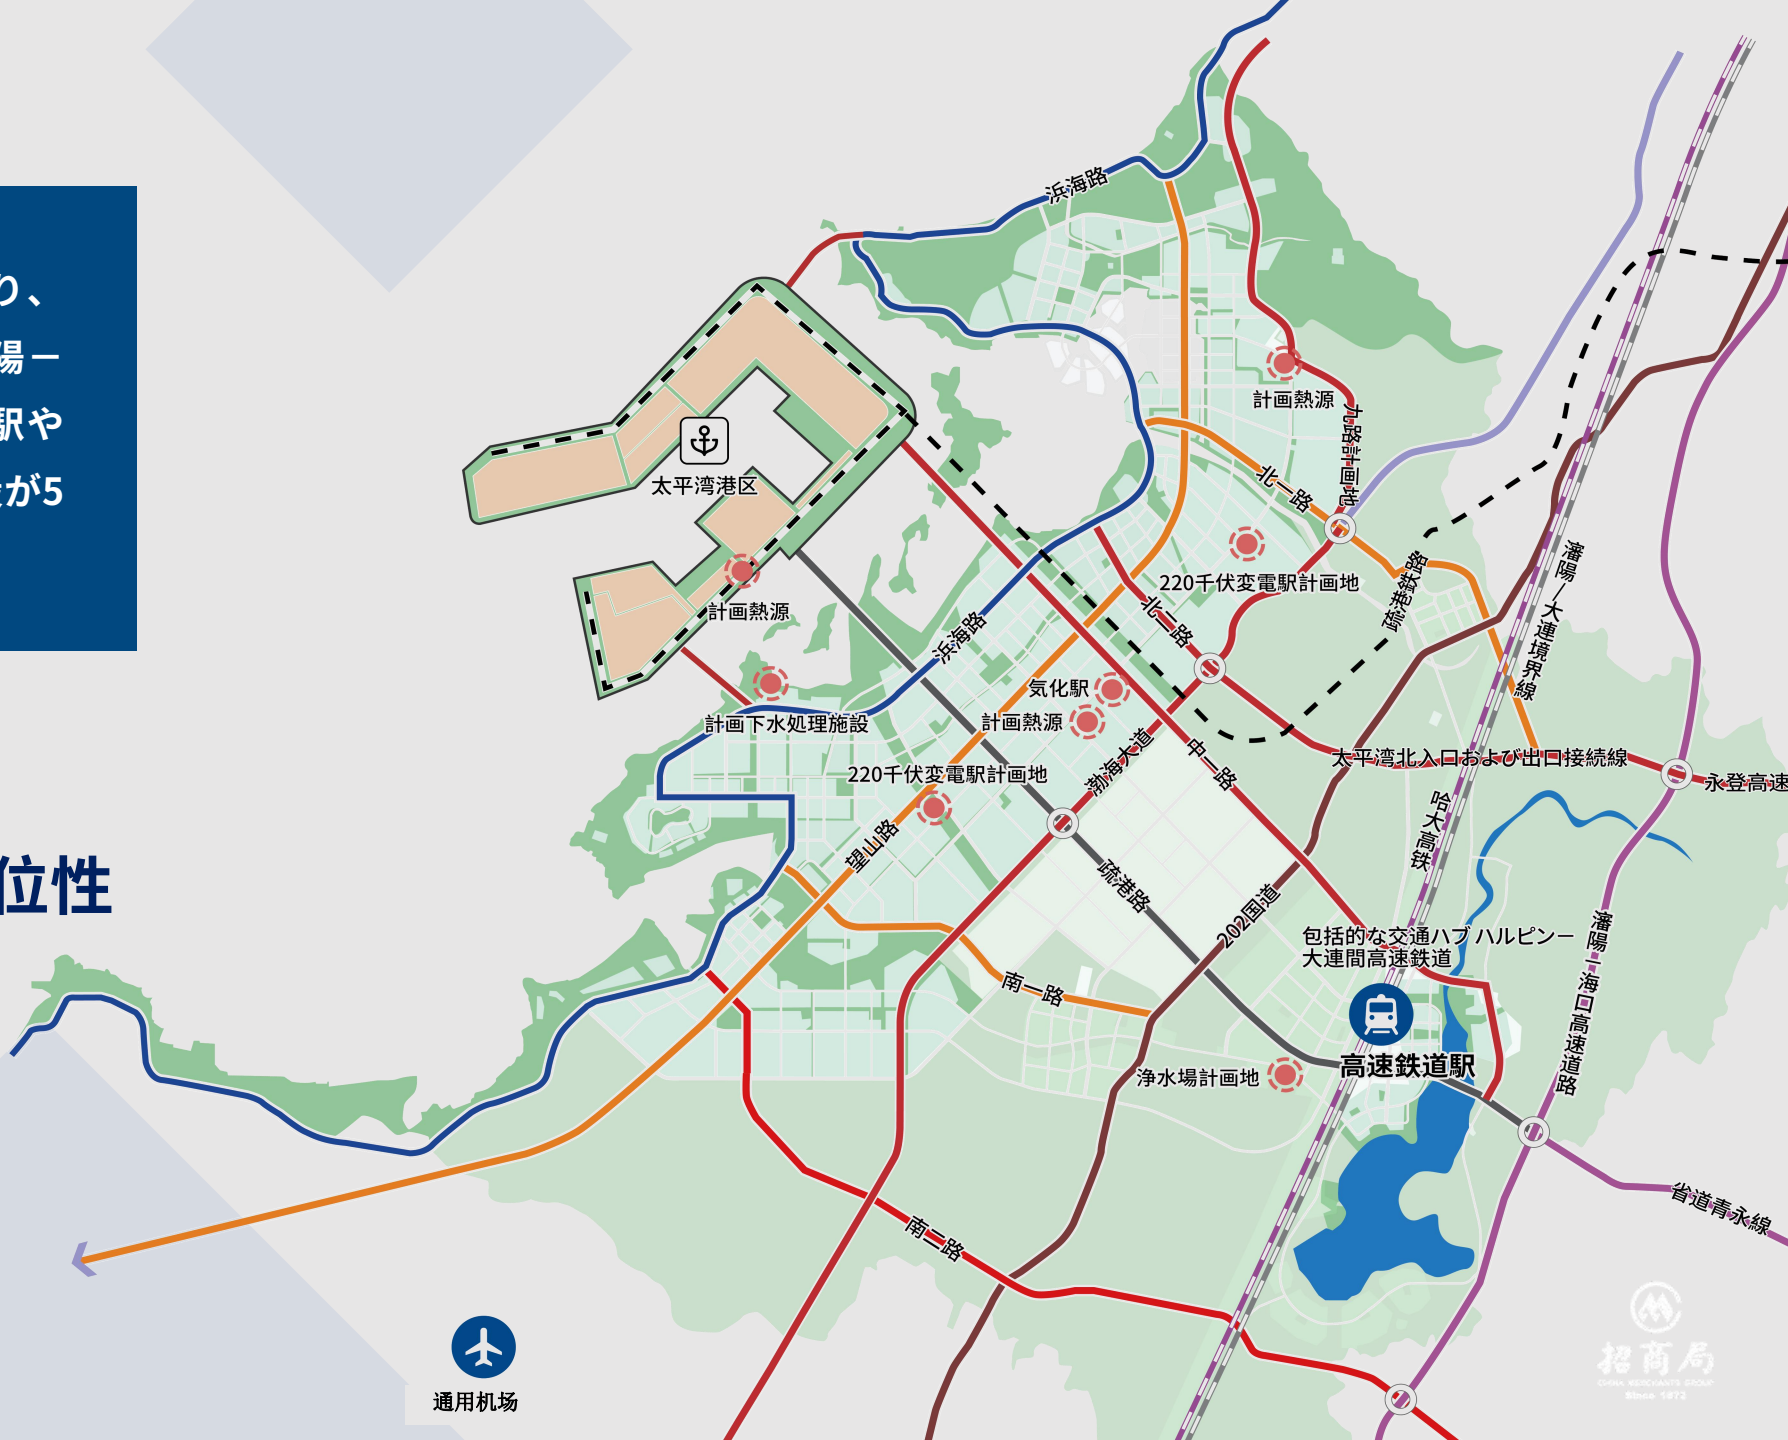 り、
陽－
駅や
が5
位性
浜海路
計画熱源
九路計画地
北一路
太平湾港区
220千伏変電駅計画地
疏港鉄路
瀋陽－大連境界線
計画熱源
浜海路
北二路
気化駅
計画下水処理施設
計画熱源
220千伏変電駅計画地
渤海大道
中一路
太平湾北入口および出口接続線
永登高速
哈大高铁
望山路
疏港路
202国道
包括的な交通ハブ ハルピン－
大連間高速鉄道
瀋陽－海口高速道路
南一路
高速鉄道駅
浄水場計画地
省道青永線
南二路
通用机场
招商局
CHINA MERCHANTS GROUP
Since 1872